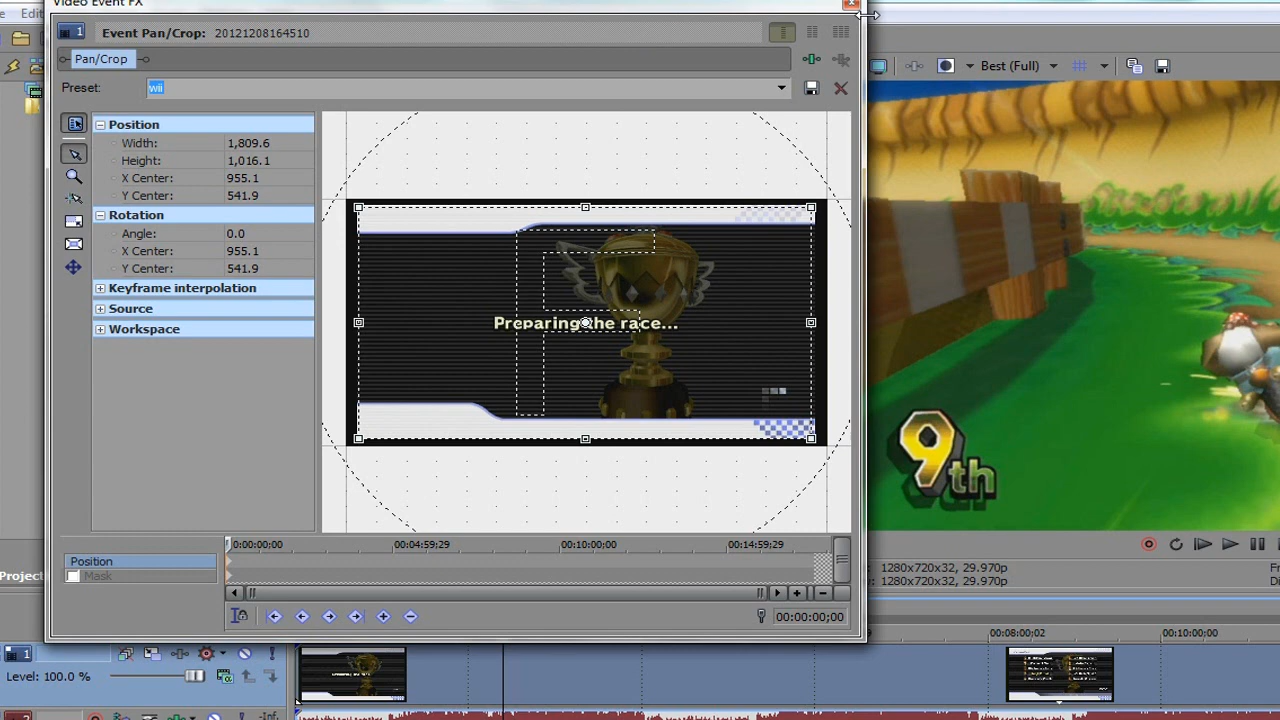 Video Event FX
Edi
1
Event Pan/Crop: 20121208164510
Pan/Crop
Preset: wii
Best (Full)
Position
Width: 1,809.6
Height: 1,016.1
X Center: 955.1
Y Center: 541.9
Rotation
Angle: 0.0
X Center: 955.1
Y Center: 541.9
Keyframe interpolation
Source
Workspace
Preparing the race...
9th
0:00:00;00 00:04:59;29 00:10:00;00 00:14:59;29
Position
Mask
Project
1280x720x32, 29.970p
1280x720x32, 29.970p
00:00:00;00
00:08:00;02 00:10:00;00
1
Level: 100.0 %